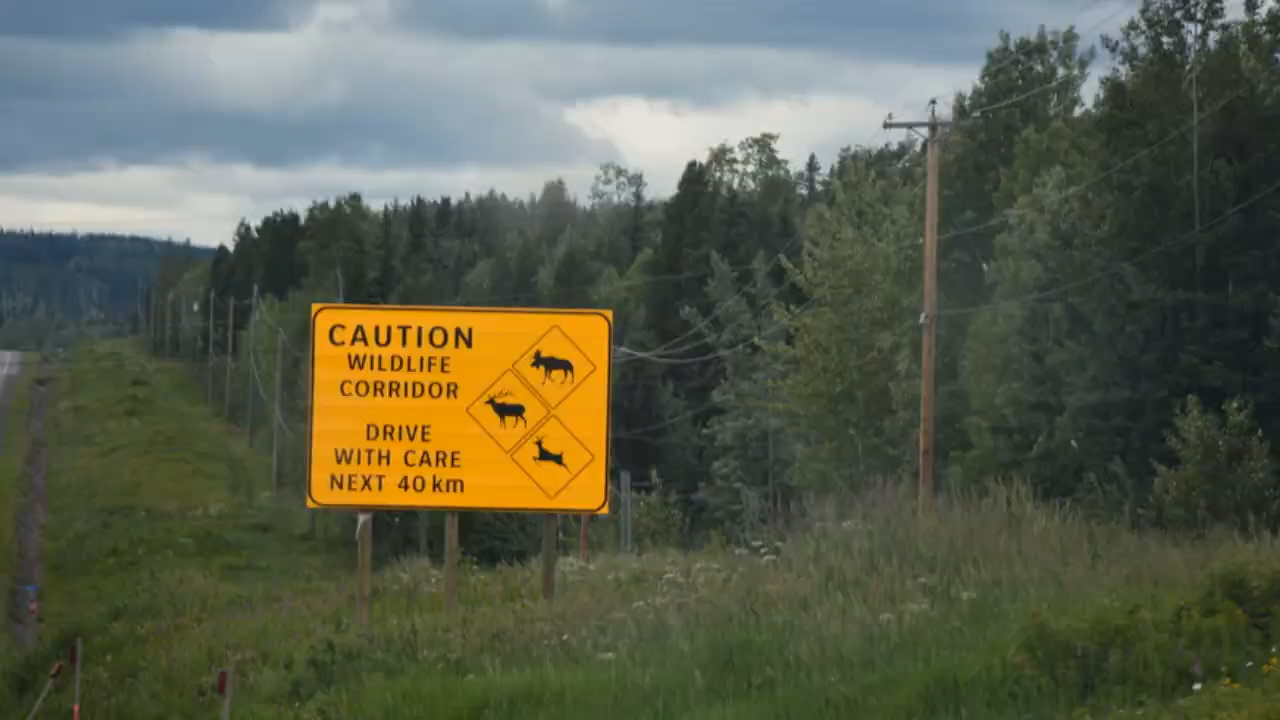 CAUTION
WILDLIFE
CORRIDOR
DRIVE
WITH CARE
NEXT 40 km